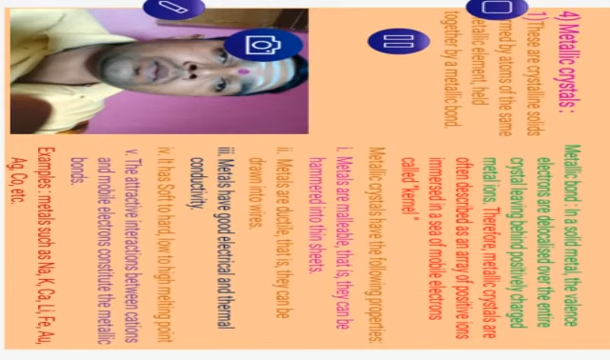 4) Metallic crystals :
1) These are crystalline solids
rmed by atoms of the same
etallic element, held
together by a metallic bond.
Metallic bond : In a solid metal, the valence
electrons are delocalised over the entire
crystal leaving behind positively charged
metal ions. Therefore, metallic crystals are
often described as an array of positive ions
immersed in a sea of mobile electrons
called 'kernel "
Metallic crystals have the following properties:
i. Metals are malleable, that is, they can be
hammered into thin sheets.
ii. Metals are ductile, that is, they can be
drawn into wires.
iii. Metals have good electrical and thermal
conductivity.
iv. It has Soft to hard, low to high melting point
v. The attractive interactions between cations
and mobile electrons constitute the metallic
bonds.
Examples : metals such as Na, K, Ca, Li, Fe, Au,
Ag, Co, etc.